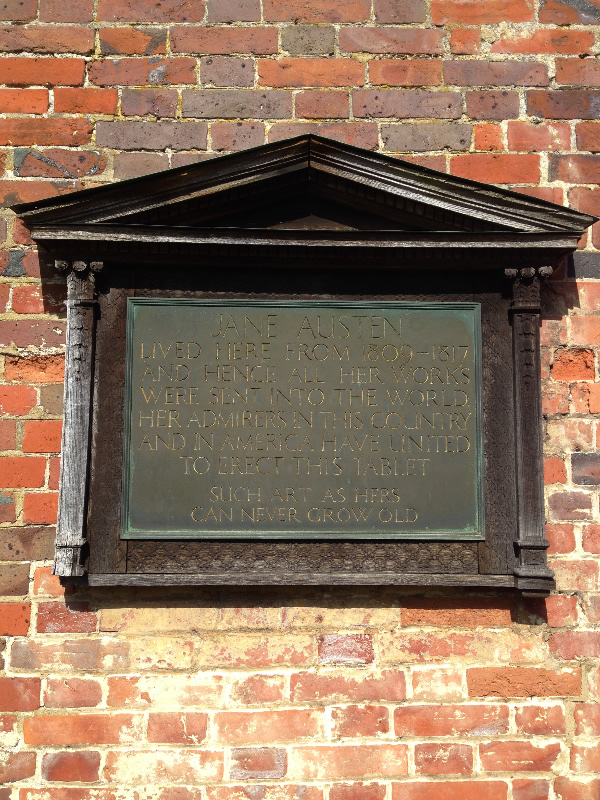 JANE AUSTEN
LIVED HERE FROM 1809–1817
AND HENCE ALL HER WORKS
WERE SENT INTO THE WORLD
HER ADMIRERS IN THIS COUNTRY
AND IN AMERICA HAVE UNITED
TO ERECT THIS TABLET
SUCH ART AS HERS
CAN NEVER GROW OLD